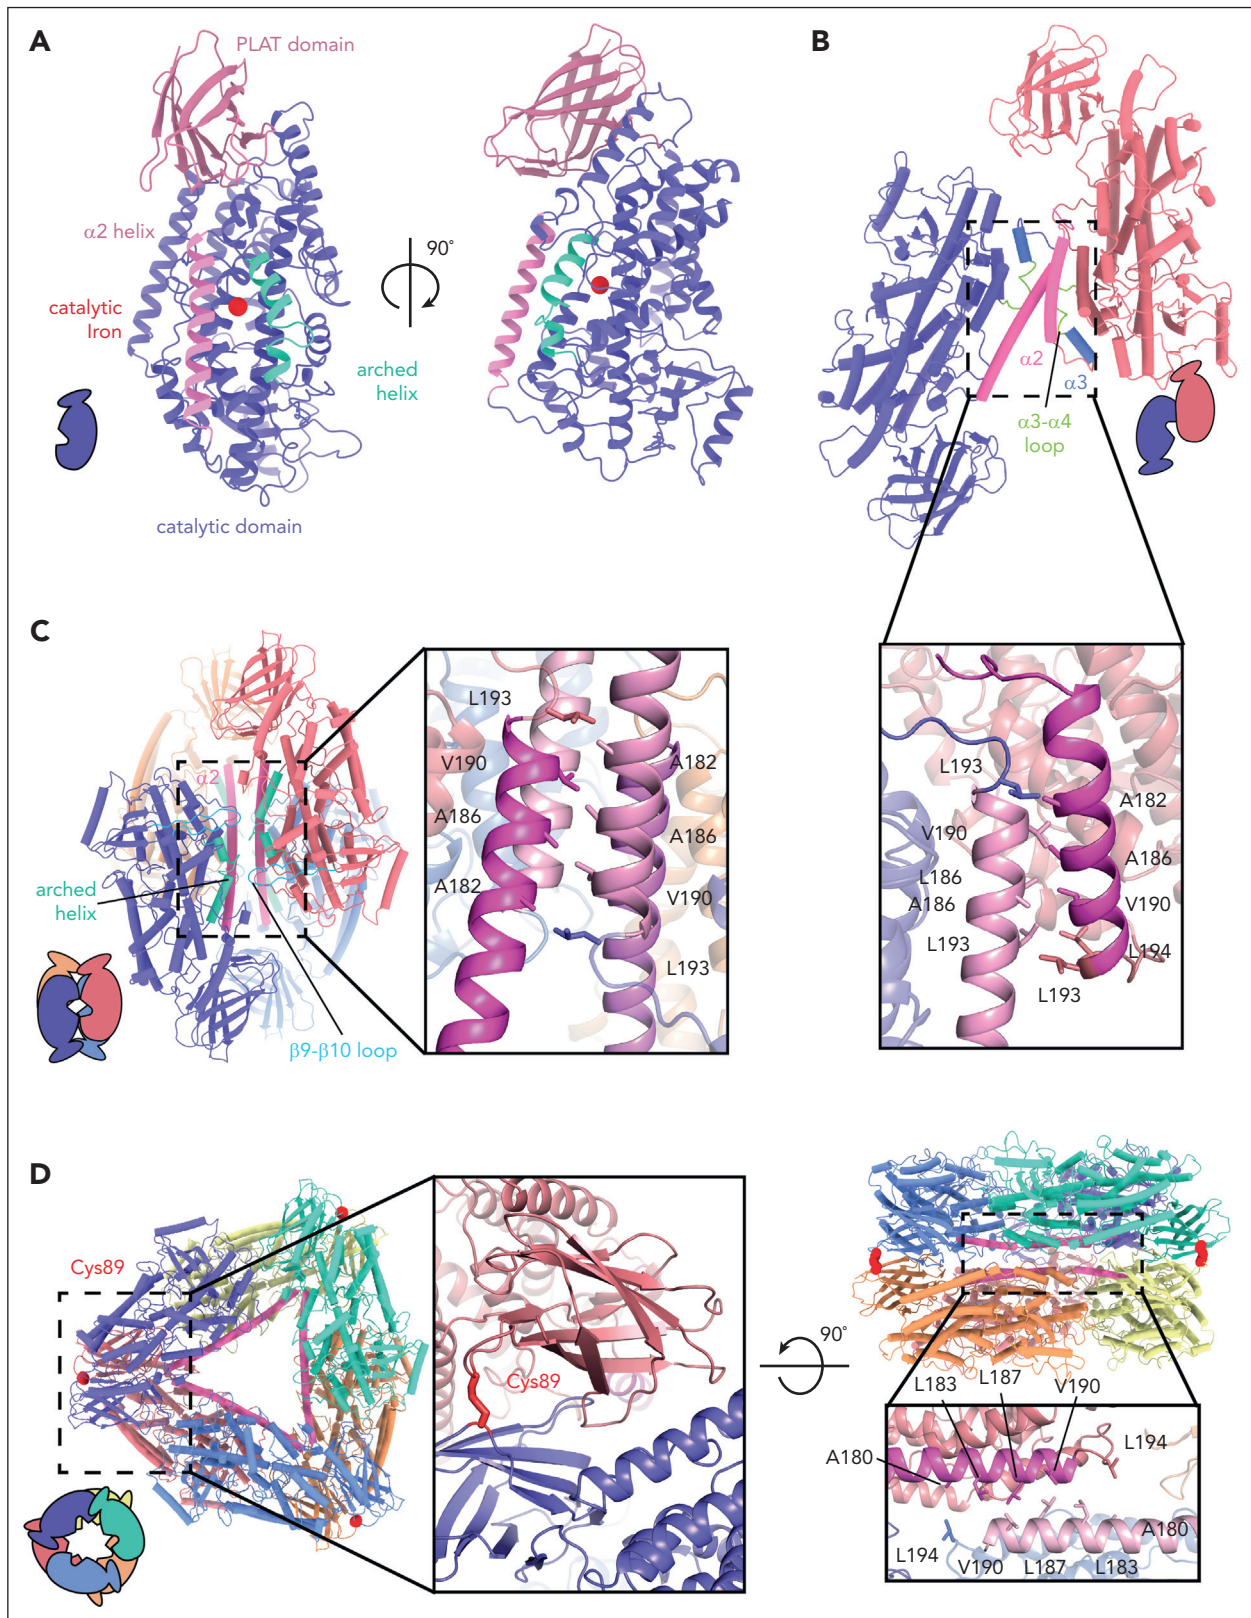 A
PLAT domain
α2 helix
catalytic
Iron
90°
arched
helix
catalytic domain
B
α2
α3
α3-α4
loop
L193
A182
V190
A186
L186
A186
V190
L193
L194
L193
C
α2
arched
helix
β9-β10 loop
L193
V190
A182
A186
A186
A182
V190
L193
D
Cys89
Cys89
90°
L183
L187
V190
A180
L194
A180
L194
V190
L187
L183